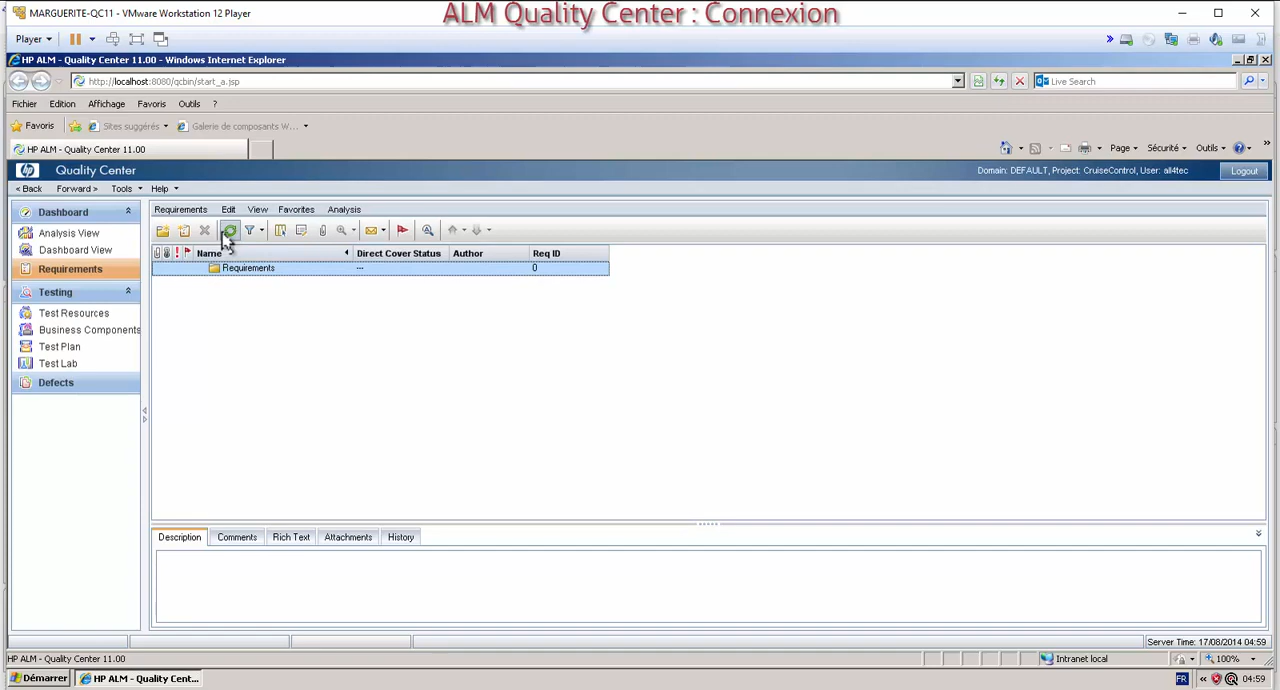 MARGUERITE-QC11 - VMware Workstation 12 Player
ALM Quality Center : Connexion
Player
HP ALM - Quality Center 11.00 - Windows Internet Explorer
http://localhost:8080/qcbin/start_a.jsp
Live Search
Fichier Edition Affichage Favoris Outils ?
Favoris Sites suggérés Galerie de composants W...
HP ALM - Quality Center 11.00
Page Sécurité Outils
hp Quality Center
Domain: DEFAULT, Project: CruiseControl, User: all4tec
Logout
< Back Forward > Tools Help
Dashboard
Analysis View
Dashboard View
Requirements
Testing
Test Resources
Business Components
Test Plan
Test Lab
Defects
Requirements Edit View Favorites Analysis
Name Direct Cover Status Author Req ID
Requirements --- 0
Description Comments Rich Text Attachments History
Server Time: 17/08/2014 04:59
HP ALM - Quality Center 11.00
Intranet local
100%
Démarrer
HP ALM - Quality Cent...
FR
04:59